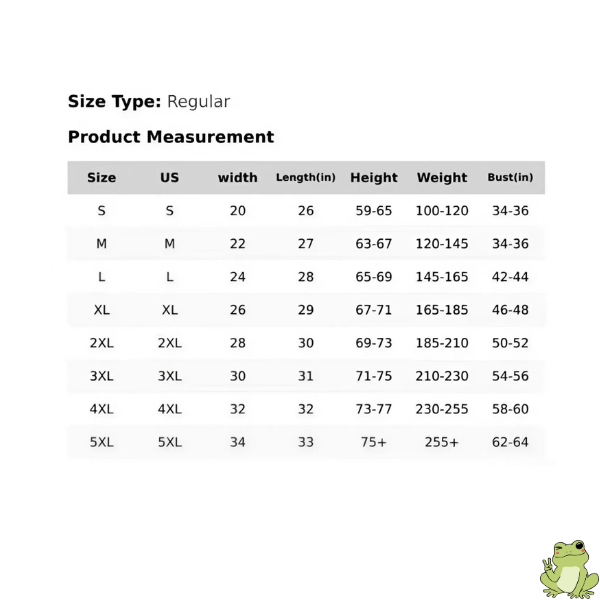 Size Type: Regular
Product Measurement
Size US width Length(in) Height Weight Bust(in)
S S 20 26 59-65 100-120 34-36
M M 22 27 63-67 120-145 34-36
L L 24 28 65-69 145-165 42-44
XL XL 26 29 67-71 165-185 46-48
2XL 2XL 28 30 69-73 185-210 50-52
3XL 3XL 30 31 71-75 210-230 54-56
4XL 4XL 32 32 73-77 230-255 58-60
5XL 5XL 34 33 75+ 255+ 62-64